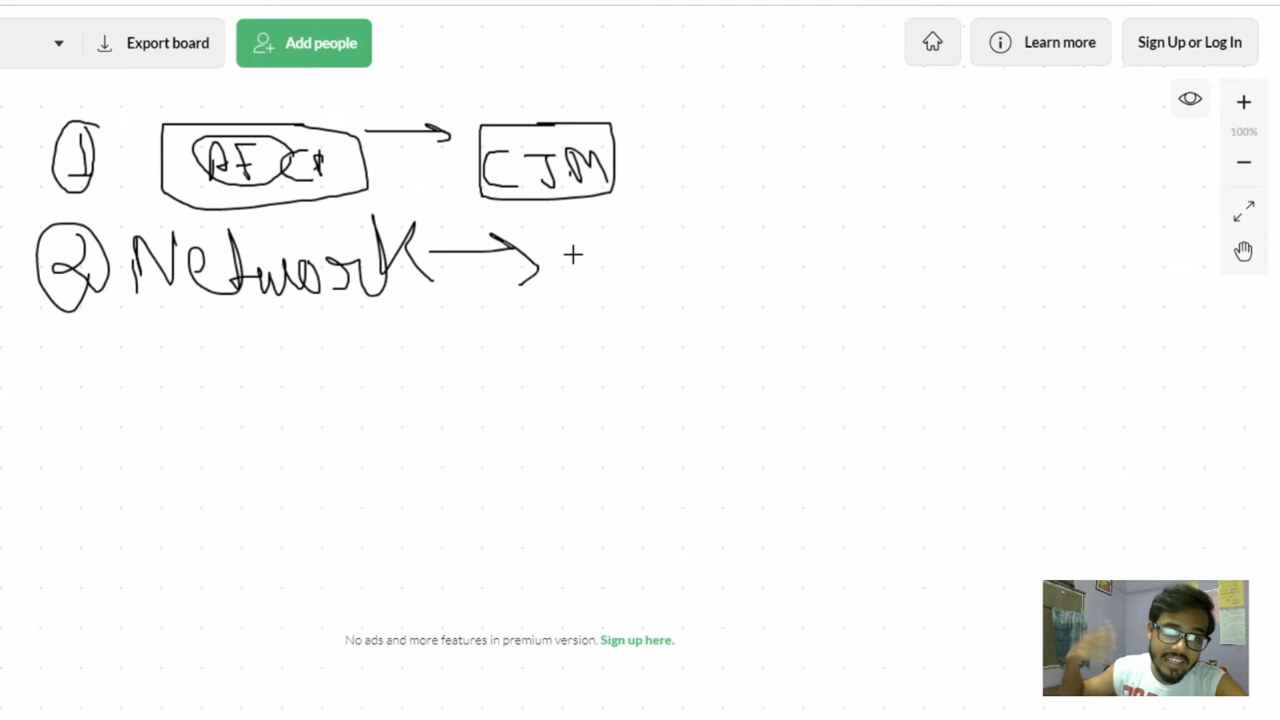 Export board
Add people
Learn more
Sign Up or Log In
100%
1
CJM
2 Network
No ads and more features in premium version. Sign up here.